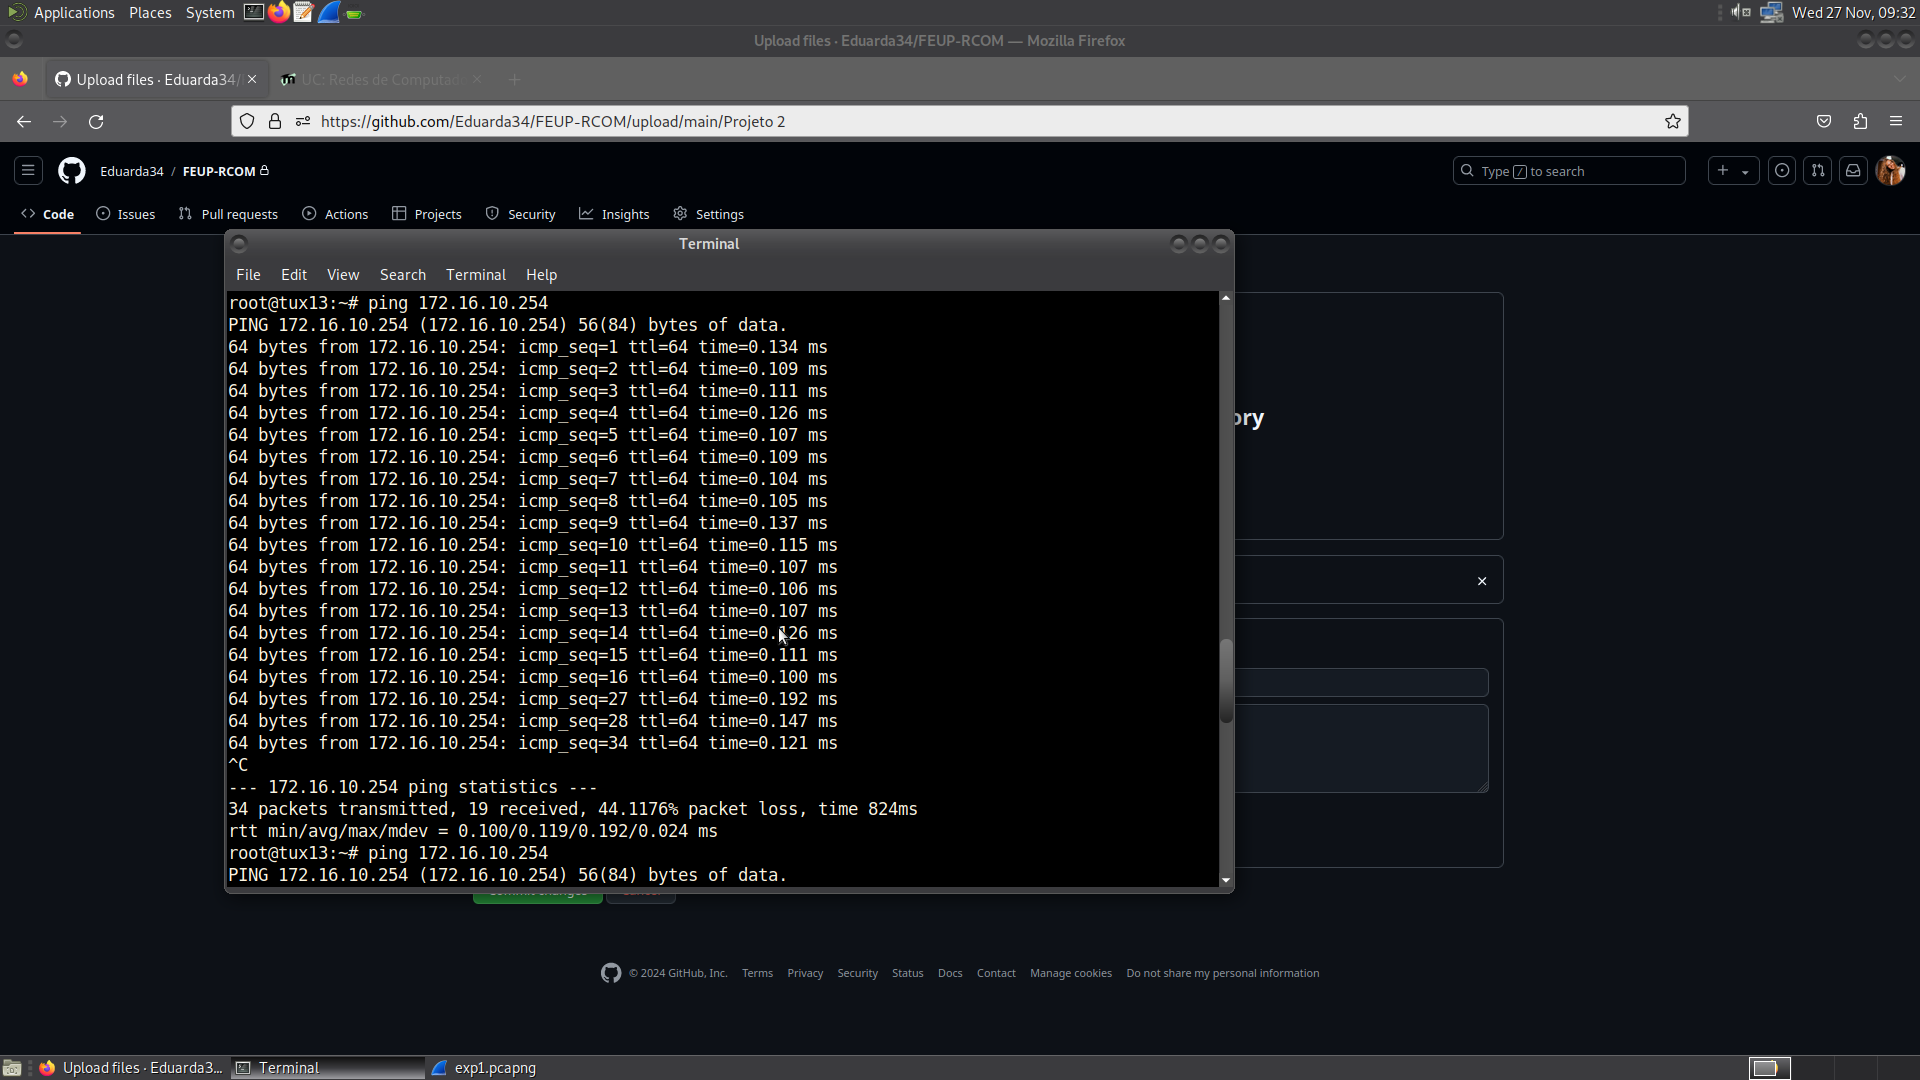 Applications Places System
Wed 27 Nov, 09:32
Upload files · Eduarda34/FEUP-RCOM — Mozilla Firefox
Upload files · Eduarda34/
UC: Redes de Computad
https://github.com/Eduarda34/FEUP-RCOM/upload/main/Projeto 2
Eduarda34 / FEUP-RCOM
Type / to search
Code Issues Pull requests Actions Projects Security Insights Settings
Terminal
File Edit View Search Terminal Help
root@tux13:~# ping 172.16.10.254
PING 172.16.10.254 (172.16.10.254) 56(84) bytes of data.
64 bytes from 172.16.10.254: icmp_seq=1 ttl=64 time=0.134 ms
64 bytes from 172.16.10.254: icmp_seq=2 ttl=64 time=0.109 ms
64 bytes from 172.16.10.254: icmp_seq=3 ttl=64 time=0.111 ms
64 bytes from 172.16.10.254: icmp_seq=4 ttl=64 time=0.126 ms
64 bytes from 172.16.10.254: icmp_seq=5 ttl=64 time=0.107 ms
64 bytes from 172.16.10.254: icmp_seq=6 ttl=64 time=0.109 ms
64 bytes from 172.16.10.254: icmp_seq=7 ttl=64 time=0.104 ms
64 bytes from 172.16.10.254: icmp_seq=8 ttl=64 time=0.105 ms
64 bytes from 172.16.10.254: icmp_seq=9 ttl=64 time=0.137 ms
64 bytes from 172.16.10.254: icmp_seq=10 ttl=64 time=0.115 ms
64 bytes from 172.16.10.254: icmp_seq=11 ttl=64 time=0.107 ms
64 bytes from 172.16.10.254: icmp_seq=12 ttl=64 time=0.106 ms
64 bytes from 172.16.10.254: icmp_seq=13 ttl=64 time=0.107 ms
64 bytes from 172.16.10.254: icmp_seq=14 ttl=64 time=0.126 ms
64 bytes from 172.16.10.254: icmp_seq=15 ttl=64 time=0.111 ms
64 bytes from 172.16.10.254: icmp_seq=16 ttl=64 time=0.100 ms
64 bytes from 172.16.10.254: icmp_seq=27 ttl=64 time=0.192 ms
64 bytes from 172.16.10.254: icmp_seq=28 ttl=64 time=0.147 ms
64 bytes from 172.16.10.254: icmp_seq=34 ttl=64 time=0.121 ms
^C
--- 172.16.10.254 ping statistics ---
34 packets transmitted, 19 received, 44.1176% packet loss, time 824ms
rtt min/avg/max/mdev = 0.100/0.119/0.192/0.024 ms
root@tux13:~# ping 172.16.10.254
PING 172.16.10.254 (172.16.10.254) 56(84) bytes of data.
ory
© 2024 GitHub, Inc. Terms Privacy Security Status Docs Contact Manage cookies Do not share my personal information
Upload files · Eduarda3...
Terminal
exp1.pcapng